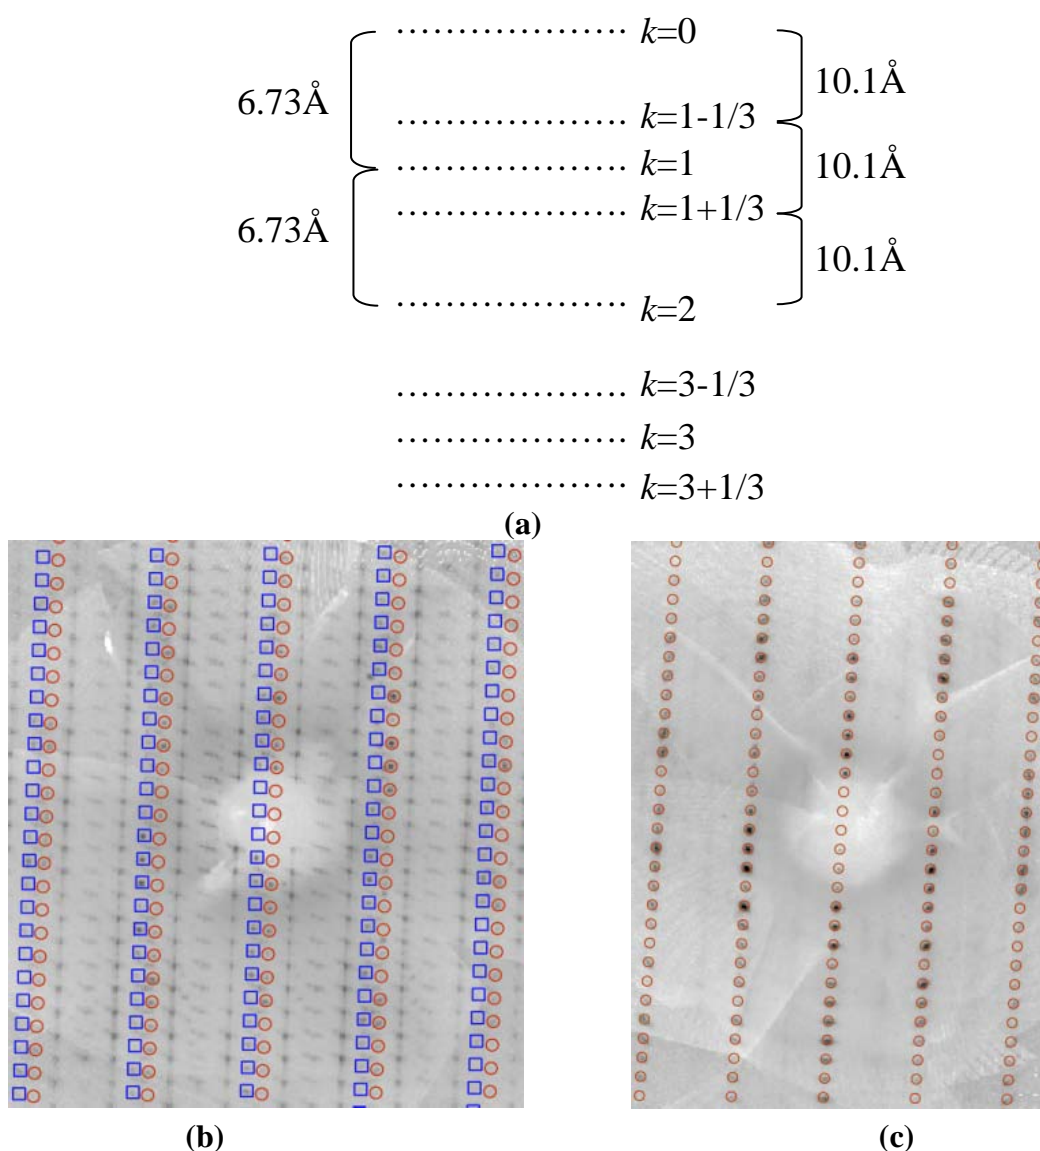 k=0
10.1Å
6.73Å
k=1-1/3
k=1
10.1Å
k=1+1/3
6.73Å
10.1Å
k=2
k=3-1/3
k=3
k=3+1/3
(a)
(b)
(c)